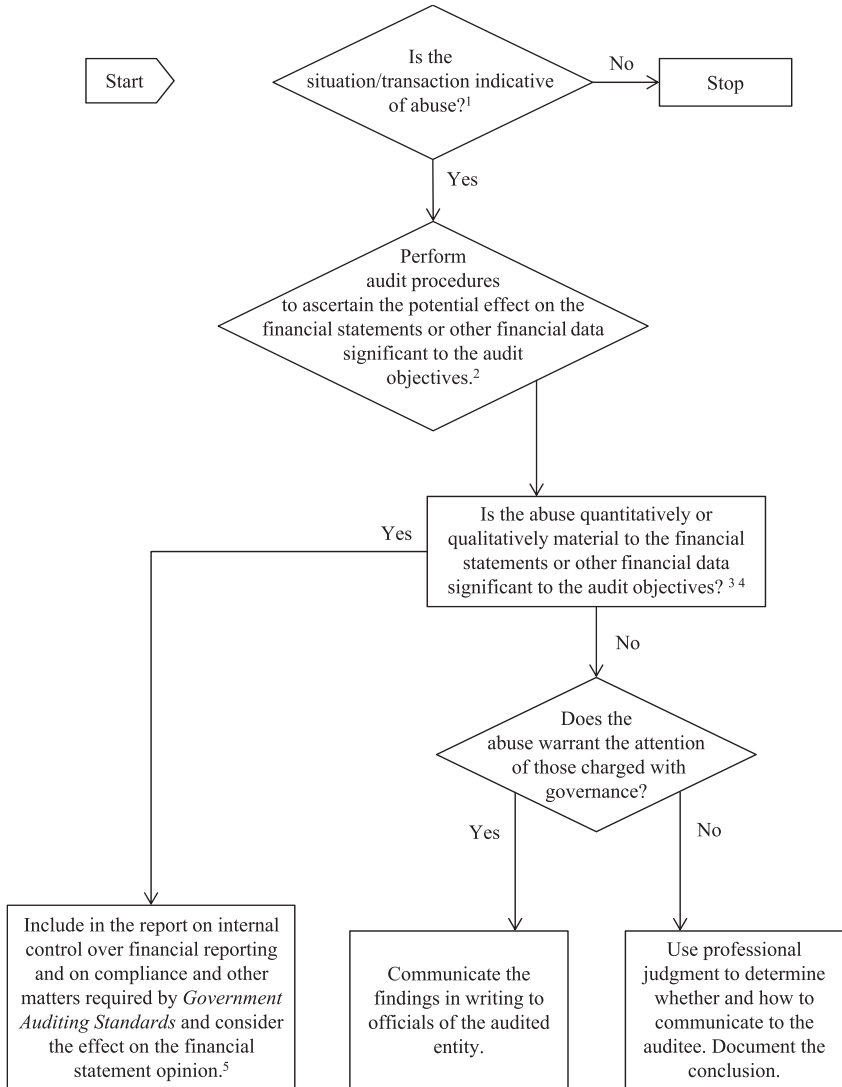 Start
Is the
situation/transaction indicative
of abuse?¹
No
Stop
Yes
Perform
audit procedures
to ascertain the potential effect on the
financial statements or other financial data
significant to the audit
objectives.²
Is the abuse quantitatively or
qualitatively material to the financial
statements or other financial data
significant to the audit objectives? ³ ⁴
Yes
No
Does the
abuse warrant the attention
of those charged with
governance?
Yes
No
Include in the report on internal
control over financial reporting
and on compliance and other
matters required by Government
Auditing Standards and consider
the effect on the financial
statement opinion.⁵
Communicate the
findings in writing to
officials of the audited
entity.
Use professional
judgment to determine
whether and how to
communicate to the
auditee. Document the
conclusion.